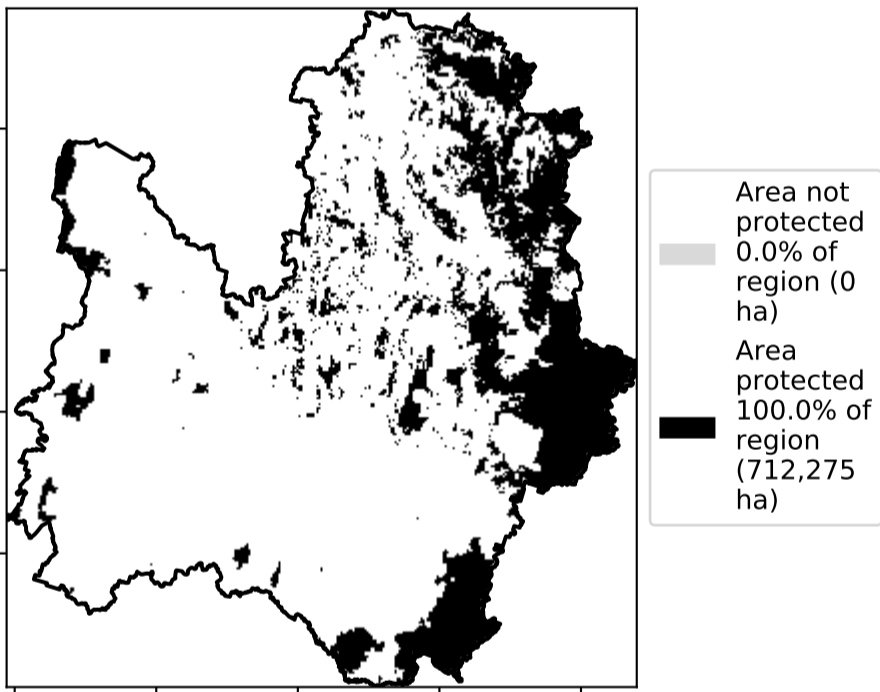 Area not
protected
0.0% of
region (0
ha)
Area
protected
100.0% of
region
(712,275
ha)